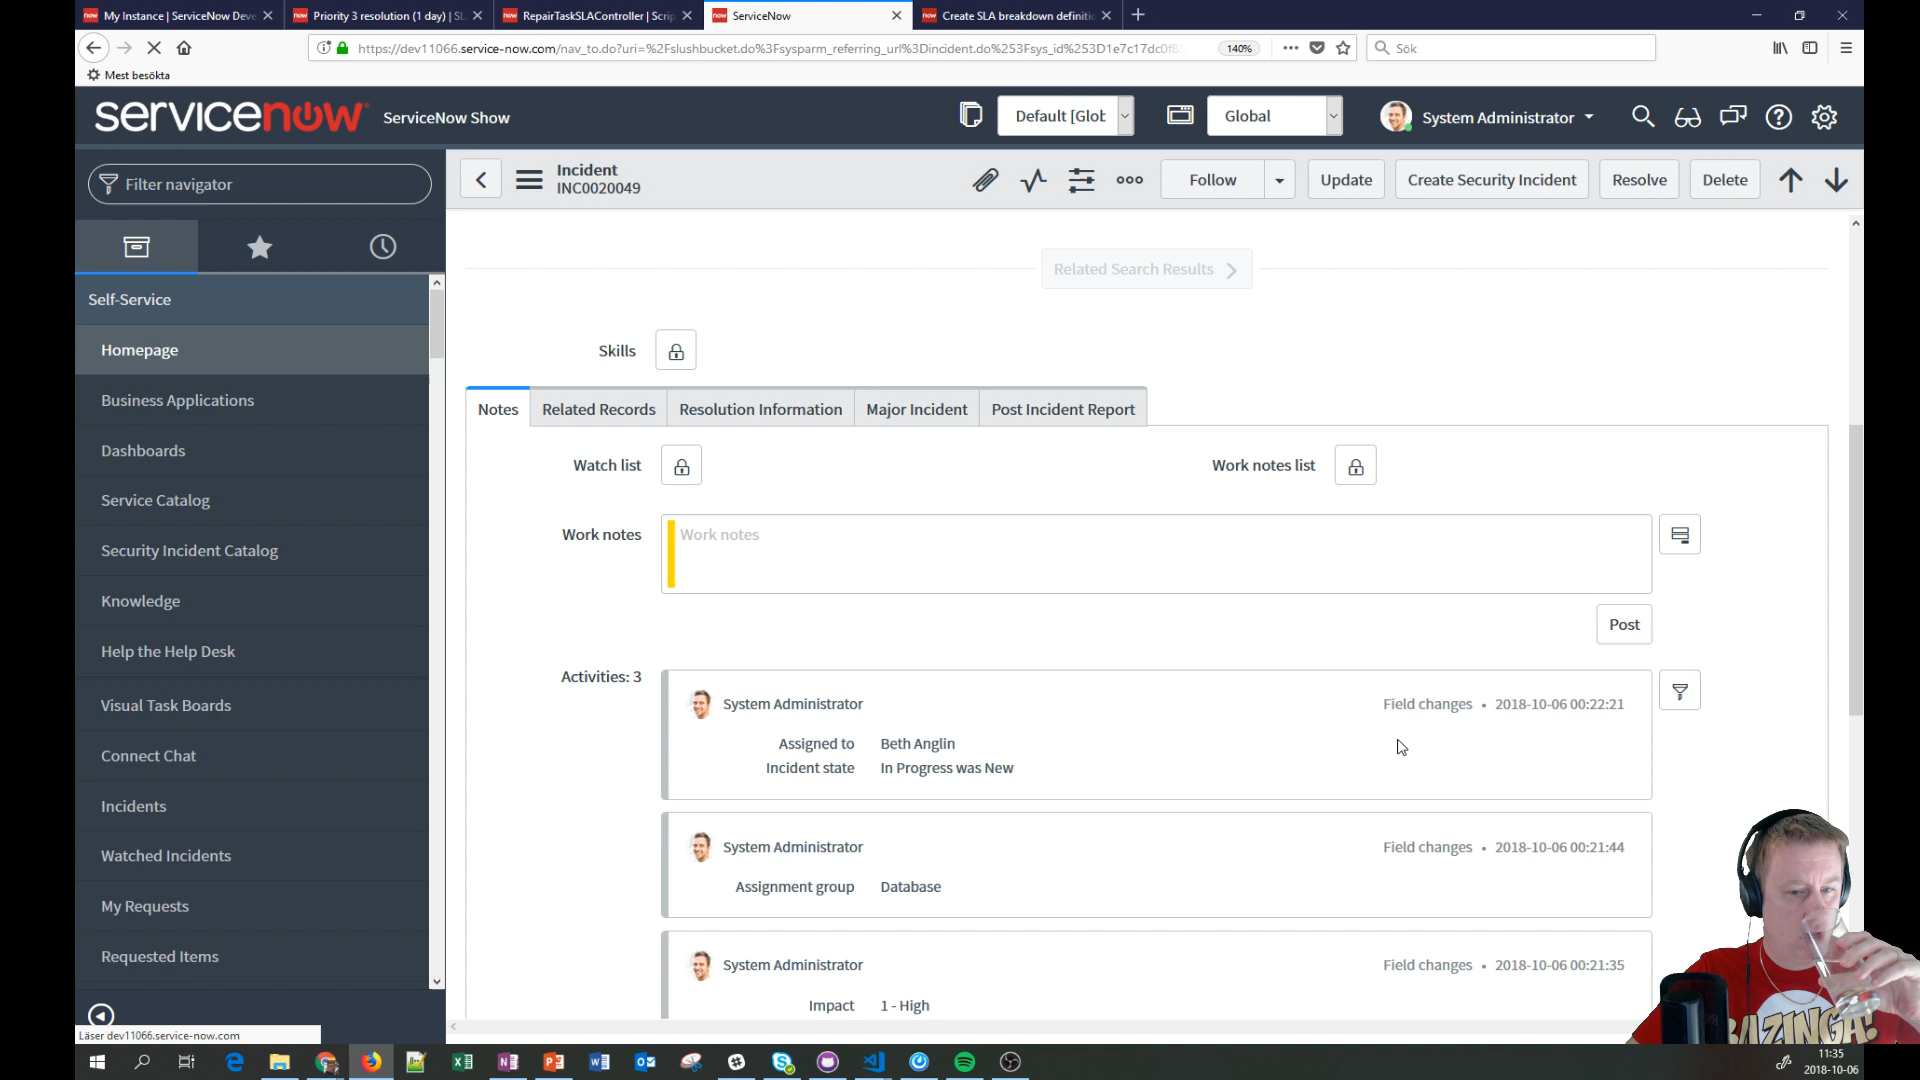 My Instance | ServiceNow Deve
Priority 3 resolution (1 day) | SL
RepairTaskSLAController | Scrip
ServiceNow
Create SLA breakdown definitio
https://dev11066.service-now.com/nav_to.do?uri=%2Fslushbucket.do%3Fsysparm_referring_url%3Dincident.do%253Fsys_id%253D1e7c17dc0f8
140%
Sök
Mest besökta
servicenow
ServiceNow Show
Default [Glob
Global
System Administrator
Filter navigator
Incident
INC0020049
Follow
Update
Create Security Incident
Resolve
Delete
Self-Service
Homepage
Business Applications
Dashboards
Service Catalog
Security Incident Catalog
Knowledge
Help the Help Desk
Visual Task Boards
Connect Chat
Incidents
Watched Incidents
My Requests
Requested Items
Related Search Results
Skills
Notes
Related Records
Resolution Information
Major Incident
Post Incident Report
Watch list
Work notes list
Work notes
Work notes
Post
Activities: 3
System Administrator
Field changes • 2018-10-06 00:22:21
Assigned to Beth Anglin
Incident state In Progress was New
System Administrator
Field changes • 2018-10-06 00:21:44
Assignment group Database
System Administrator
Field changes • 2018-10-06 00:21:35
Impact 1 - High
Läser dev11066.service-now.com
BAZINGA!
11:35
2018-10-06